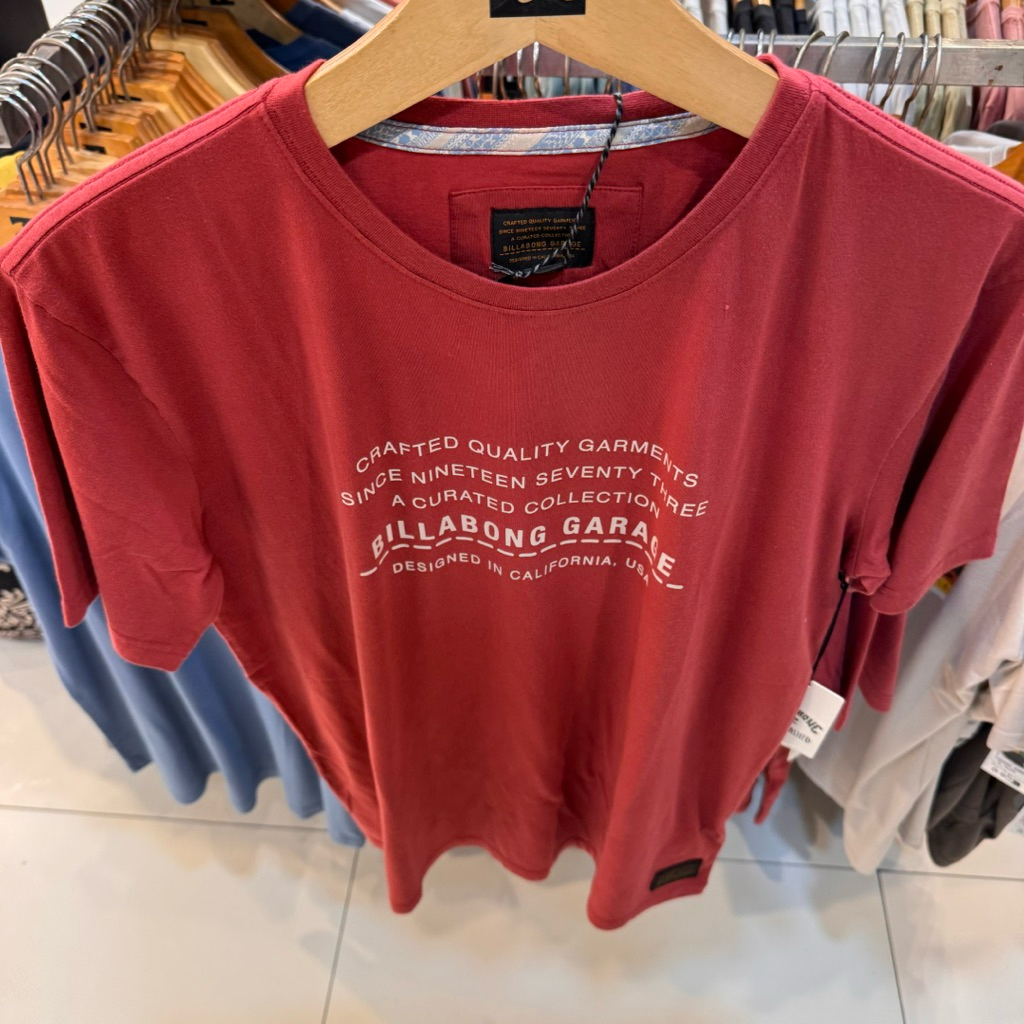 CRAFTED QUALITY GARMENTS
SINCE NINETEEN SEVENTY
A CURATED COLLECTION
BILLABONG GARAGE
CRAFTED QUALITY GARMENTS
SINCE NINETEEN SEVENTY THREE
A CURATED COLLECTION
BILLABONG GARAGE
DESIGNED IN CALIFORNIA, USA